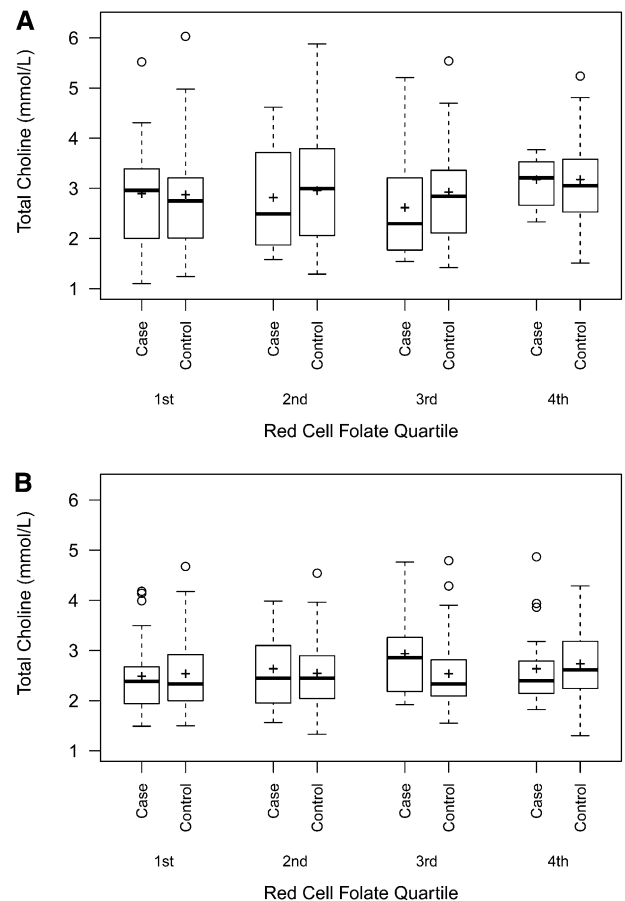 A
Total Choline (mmol/L)
6
5
4
3
2
1
Case Control Case Control Case Control Case Control
1st 2nd 3rd 4th
Red Cell Folate Quartile
B
Total Choline (mmol/L)
6
5
4
3
2
1
Case Control Case Control Case Control Case Control
1st 2nd 3rd 4th
Red Cell Folate Quartile